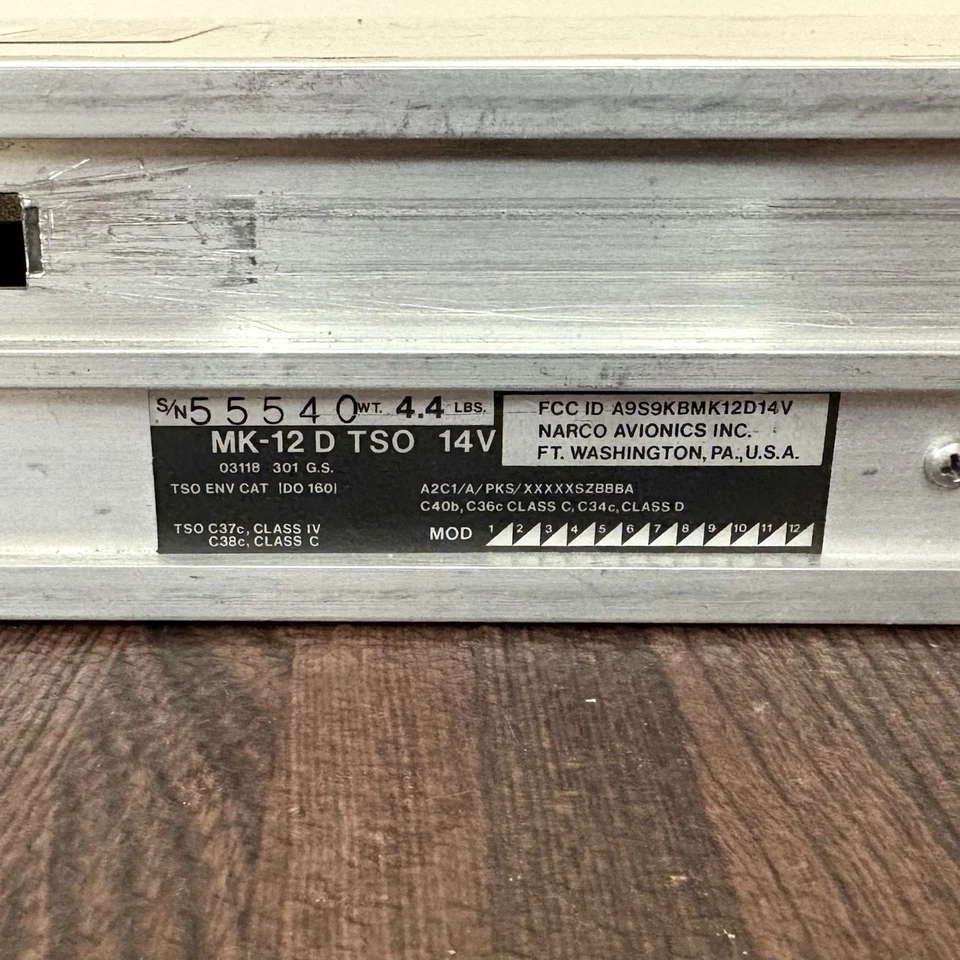 S/N 55540 WT. 4.4 LBS.
MK-12 D TSO 14V
03118 301 G.S.
FCC ID A9S9KBMK12D14V
NARCO AVIONICS INC.
FT. WASHINGTON, PA., U.S.A.
TSO ENV CAT (DO 160)
A2C1/A/PKS/XXXXXSZBBBA
C40b, C36c CLASS C, C34c, CLASS D
TSO C37c, CLASS IV
C38c, CLASS C
MOD 1 2 3 4 5 6 7 8 9 10 11 12